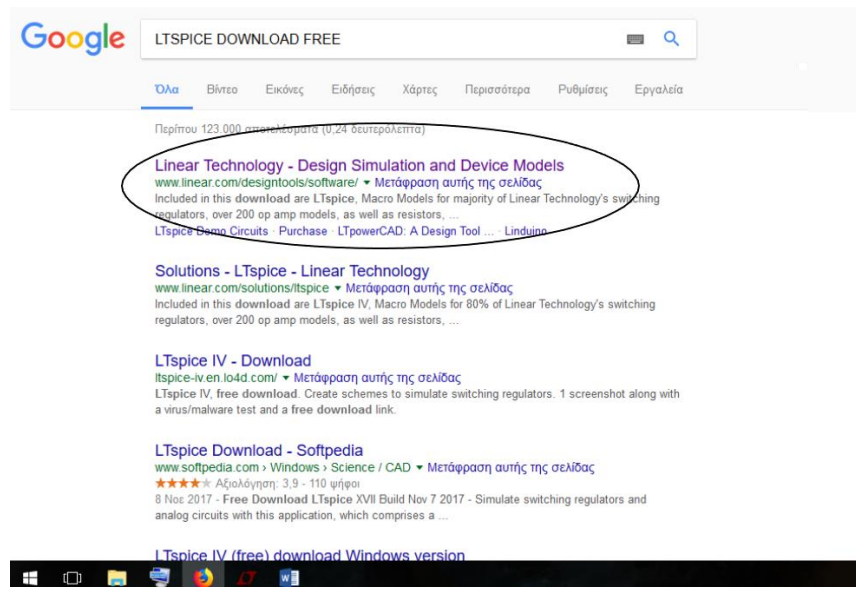 Google
LTSPICE DOWNLOAD FREE
Όλα Βίντεο Εικόνες Ειδήσεις Χάρτες Περισσότερα Ρυθμίσεις Εργαλεία
Περίπου 123.000 αποτελέσματα (0,24 δευτερόλεπτα)
Linear Technology - Design Simulation and Device Models
www.linear.com/designtools/software/ ▾ Μετάφραση αυτής της σελίδας
Included in this download are LTspice, Macro Models for majority of Linear Technology's switching
regulators, over 200 op amp models, as well as resistors, ...
LTspice Demo Circuits · Purchase · LTpowerCAD: A Design Tool ... · Linduino
Solutions - LTspice - Linear Technology
www.linear.com/solutions/ltspice ▾ Μετάφραση αυτής της σελίδας
Included in this download are LTspice IV, Macro Models for 80% of Linear Technology's switching
regulators, over 200 op amp models, as well as resistors, ...
LTspice IV - Download
ltspice-iv.en.lo4d.com/ ▾ Μετάφραση αυτής της σελίδας
LTspice IV, free download. Create schemes to simulate switching regulators. 1 screenshot along with
a virus/malware test and a free download link.
LTspice Download - Softpedia
www.softpedia.com › Windows › Science / CAD ▾ Μετάφραση αυτής της σελίδας
★★★★★ Αξιολόγηση: 3,9 - 110 ψήφοι
8 Νοε 2017 - Free Download LTspice XVII Build Nov 7 2017 - Simulate switching regulators and
analog circuits with this application, which comprises a ...
LTspice IV (free) download Windows version